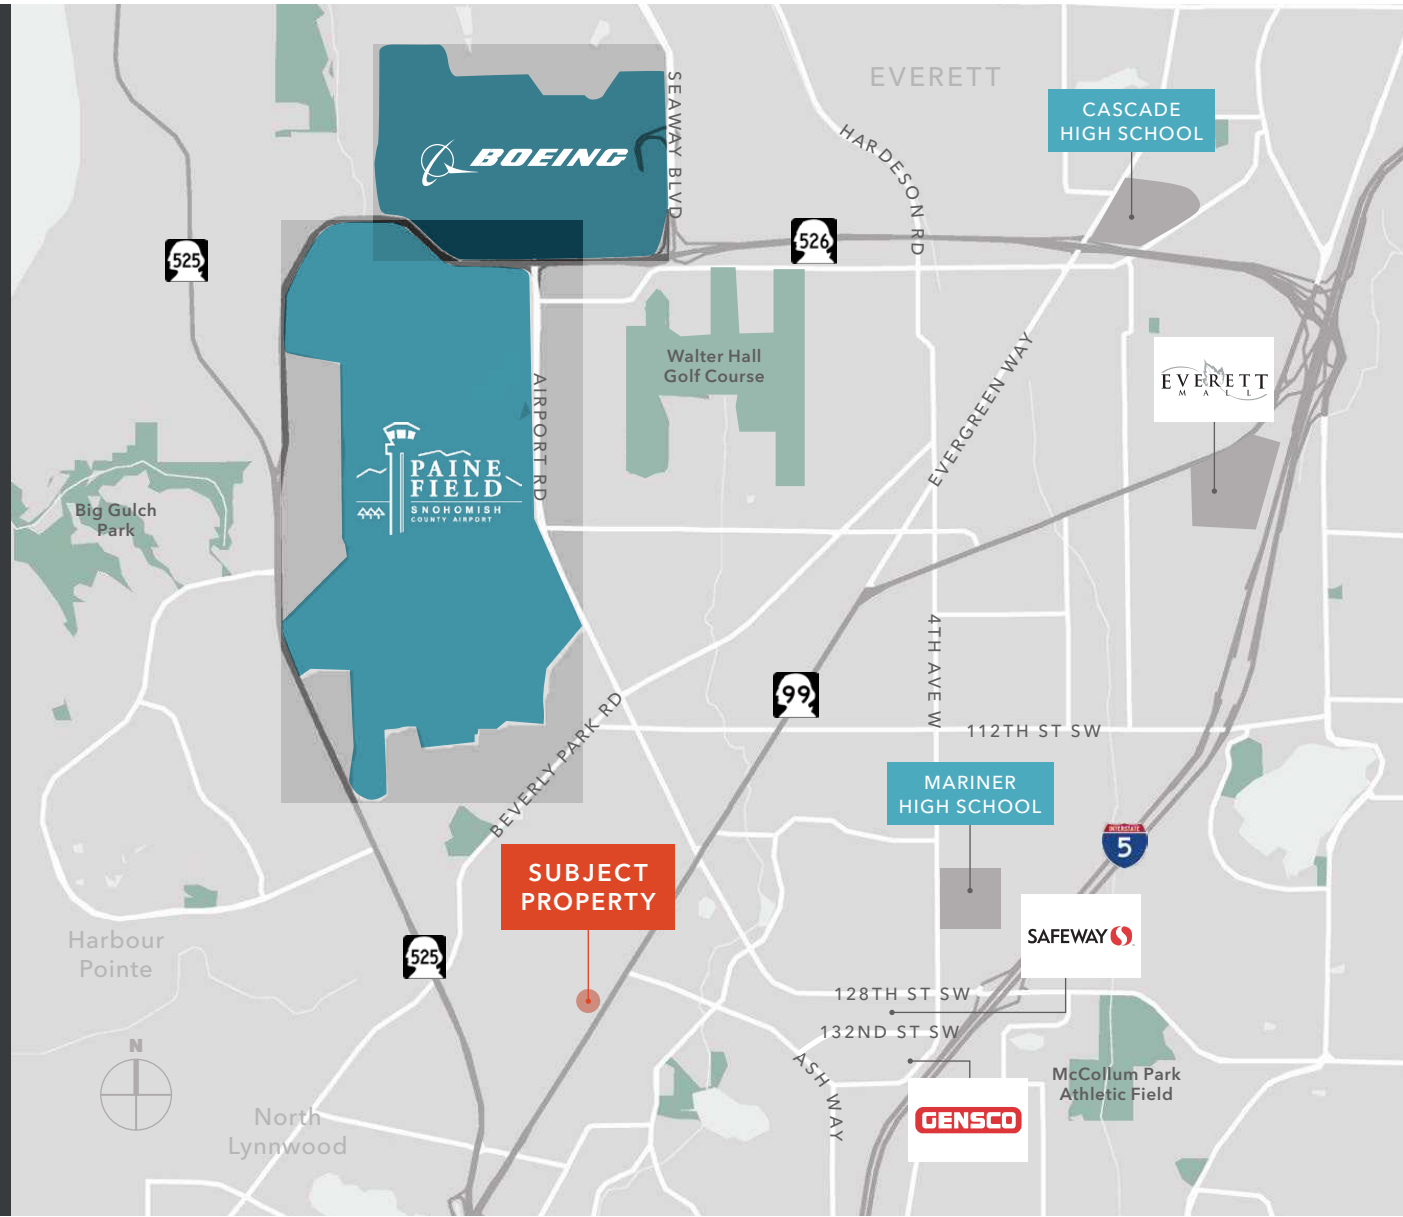 EVERETT
SEAWAY BLVD
CASCADE
HIGH SCHOOL
HARDESON RD
BOEING
526
525
EVERGREEN WAY
Walter Hall
Golf Course
EVERETT
MALL
AIRPORT RD
PAINE
FIELD
SNOHOMISH
COUNTY AIRPORT
Big Gulch
Park
4TH AVE W
99
BEVERLY PARK RD
112TH ST SW
MARINER
HIGH SCHOOL
INTERSTATE
5
SUBJECT
PROPERTY
SAFEWAY
Harbour
Pointe
525
128TH ST SW
132ND ST SW
N
ASH WAY
McCollum Park
Athletic Field
GENSCO
North
Lynnwood